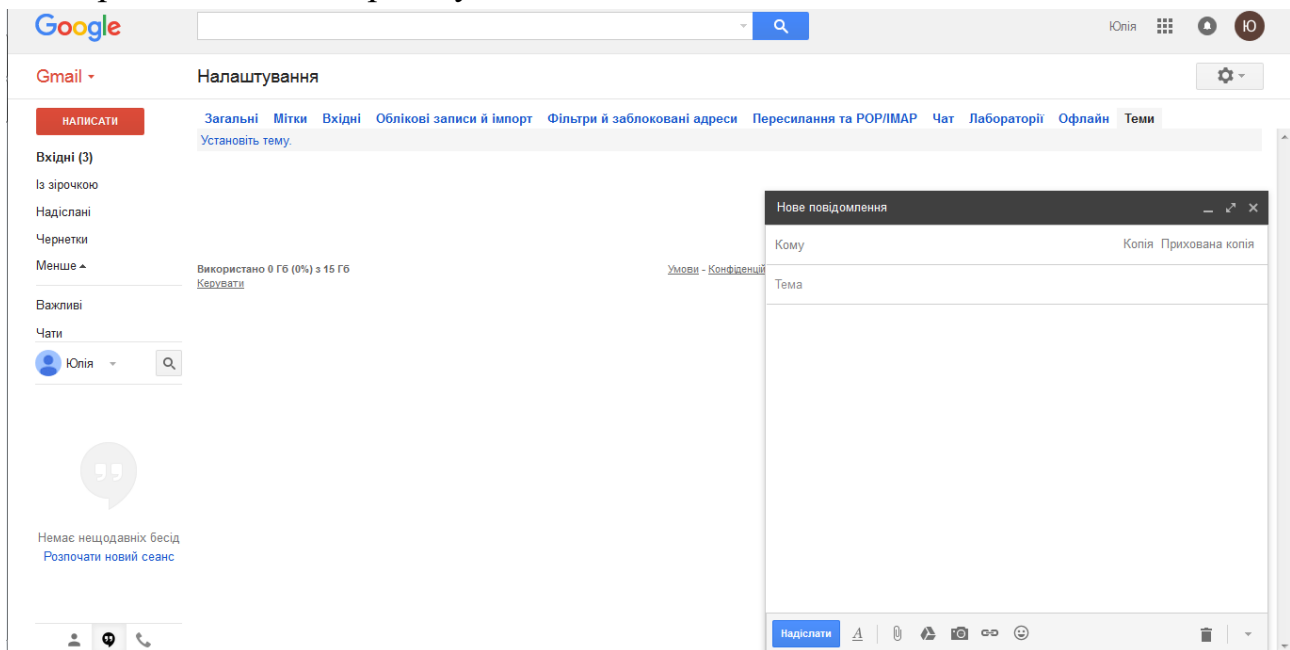 Google
Юлія
Ю
Gmail
Налаштування
НАПИСАТИ
Загальні Мітки Вхідні Облікові записи й імпорт Фільтри й заблоковані адреси Пересилання та POP/IMAP Чат Лабораторії Офлайн Теми
Установіть тему.
Вхідні (3)
Із зірочкою
Надіслані
Чернетки
Менше
Важливі
Чати
Юлія
Немає нещодавніх бесід
Розпочати новий сеанс
Використано 0 Гб (0%) з 15 Гб
Керувати
Умови - Конфіденцій
Нове повідомлення
Кому Копія Прихована копія
Тема
Надіслати A